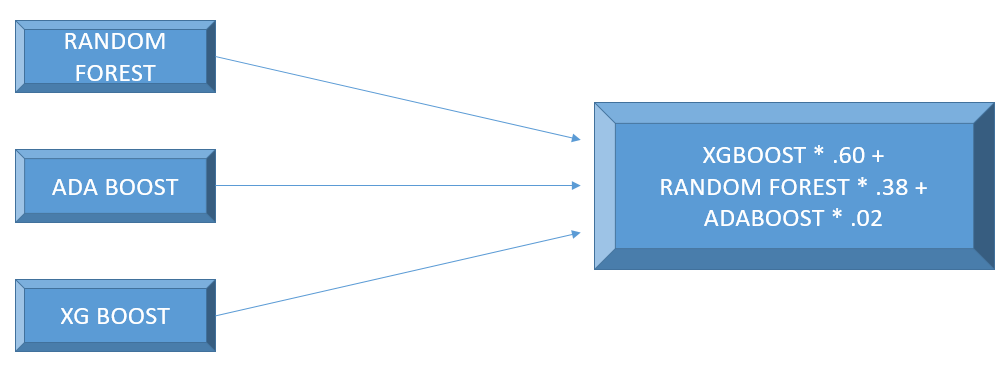 RANDOM
FOREST
ADA BOOST
XG BOOST
XGBOOST * .60 +
RANDOM FOREST * .38 +
ADABOOST * .02